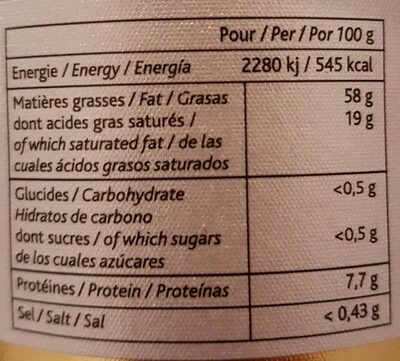 Pour / Per / Por 100 g
Energie / Energy / Energía 2280 kj / 545 kcal
Matières grasses / Fat / Grasas 58 g
dont acides gras saturés / 19 g
of which saturated fat / de las
cuales ácidos grasos saturados
Glucides / Carbohydrate <0,5 g
Hidratos de carbono
dont sucres / of which sugars <0,5 g
de los cuales azúcares
Protéines / Protein / Proteínas 7,7 g
Sel / Salt / Sal < 0,43 g